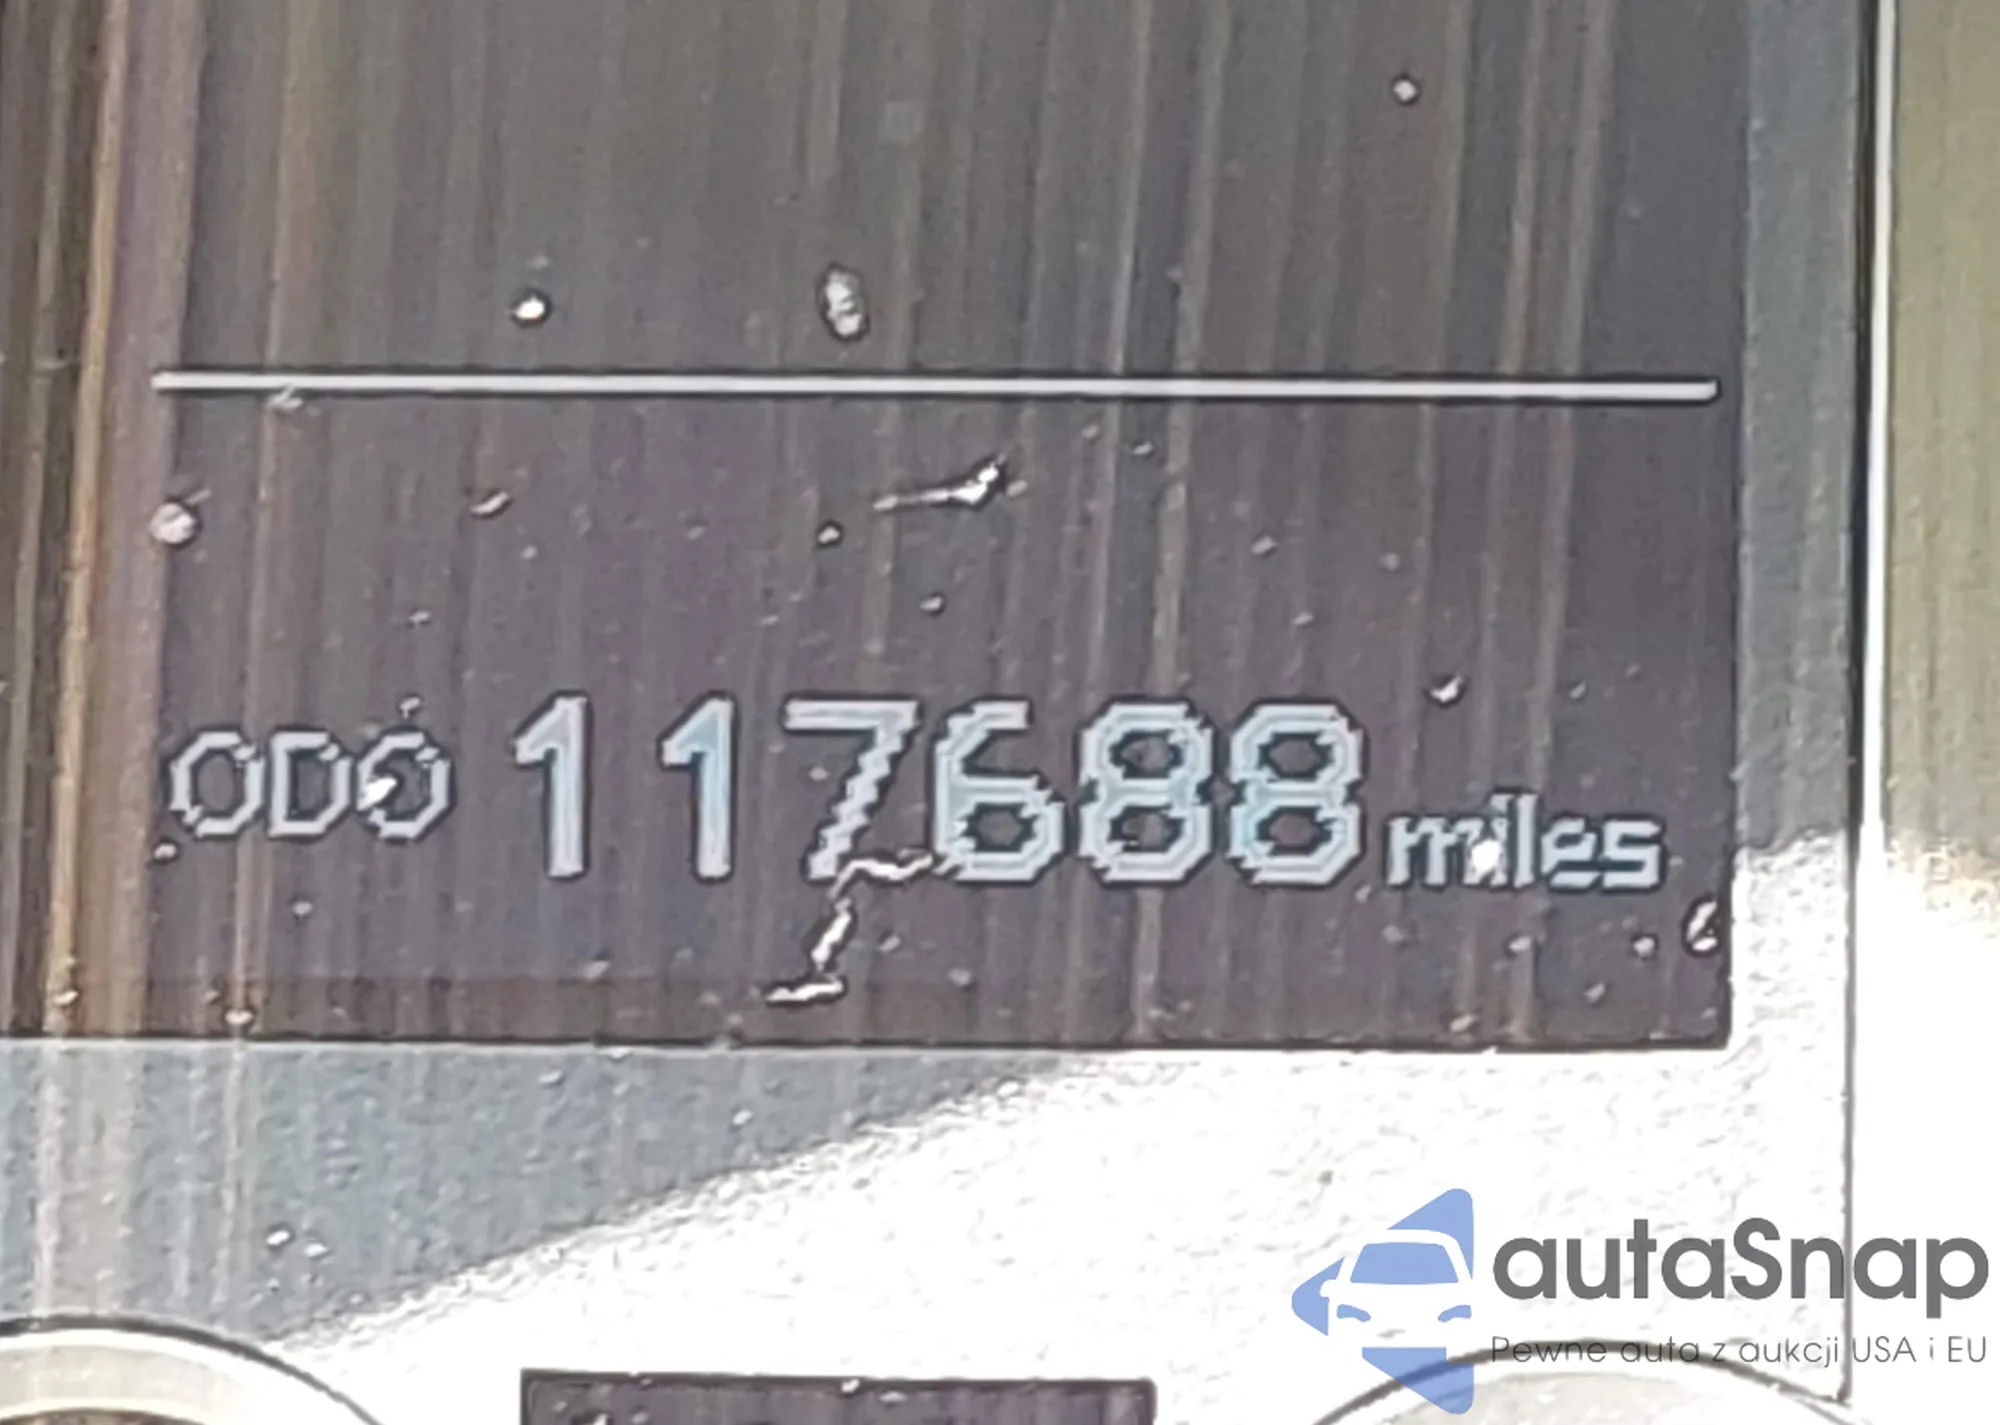 ODO 117688 miles
autaSnap
Pewne auta z aukcji USA i EU